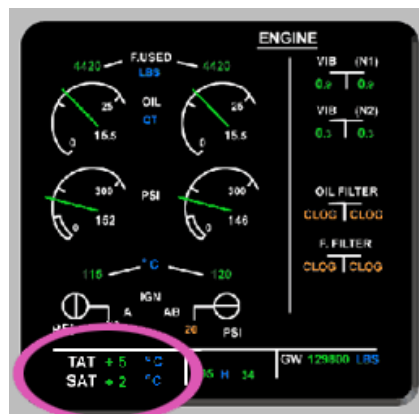 ENGINE
4420 F.USED 4420
LBS
VIB (N1)
0.9 0.9
25 OIL 25
QT
15.5 15.5
0 0
VIB (N2)
0.3 0.3
300 PSI 300
152 146
0 0
OIL FILTER
CLOG CLOG
115 °C 120
F. FILTER
CLOG CLOG
IGN
A AB
20 PSI
TAT + 5 °C
SAT + 2 °C
H 34
GW 129800 LBS